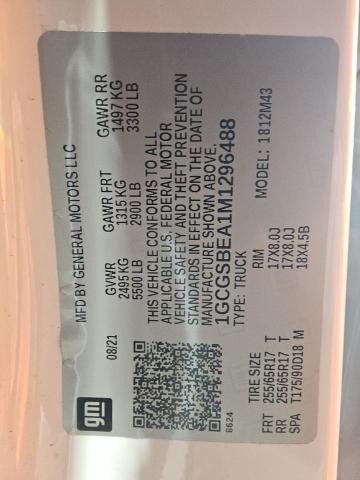 gm
MFD BY GENERAL MOTORS LLC
08/21
GVWR GAWR FRT GAWR RR
2495 KG 1315 KG 1497 KG
5500 LB 2900 LB 3300 LB
THIS VEHICLE CONFORMS TO ALL
APPLICABLE U.S. FEDERAL MOTOR
VEHICLE SAFETY AND THEFT PREVENTION
STANDARDS IN EFFECT ON THE DATE OF
MANUFACTURE SHOWN ABOVE.
1GCGSBEA1M1296488
TYPE: TRUCK MODEL: 1812M43
6624
TIRE SIZE RIM
FRT 255/65R17 T 17X8.0J
RR 255/65R17 T 17X8.0J
SPA T175/90D18 M 18X4.5B